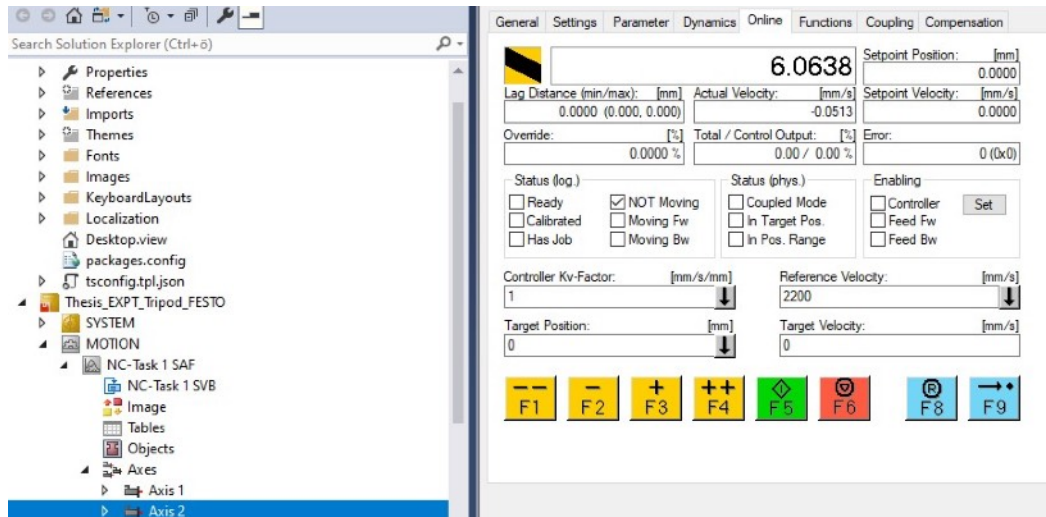 Search Solution Explorer (Ctrl+ö)
Properties
References
Imports
Themes
Fonts
Images
KeyboardLayouts
Localization
Desktop.view
packages.config
tsconfig.tpl.json
Thesis_EXPT_Tripod_FESTO
SYSTEM
MOTION
NC-Task 1 SAF
NC-Task 1 SVB
Image
Tables
Objects
Axes
Axis 1
Axis 2
General Settings Parameter Dynamics Online Functions Coupling Compensation
6.0638
Setpoint Position: [mm]
0.0000
Lag Distance (min/max): [mm] Actual Velocity: [mm/s] Setpoint Velocity: [mm/s]
0.0000 (0.000, 0.000) -0.0513 0.0000
Override: [%] Total / Control Output: [%] Error:
0.0000 % 0.00 / 0.00 % 0 (0x0)
Status (log.) Status (phys.) Enabling
Ready NOT Moving Coupled Mode Controller Set
Calibrated Moving Fw In Target Pos. Feed Fw
Has Job Moving Bw In Pos. Range Feed Bw
Controller Kv-Factor: [mm/s/mm] Reference Velocity: [mm/s]
1 2200
Target Position: [mm] Target Velocity: [mm/s]
0 0
-- - + ++ R
F1 F2 F3 F4 F5 F6 F8 F9